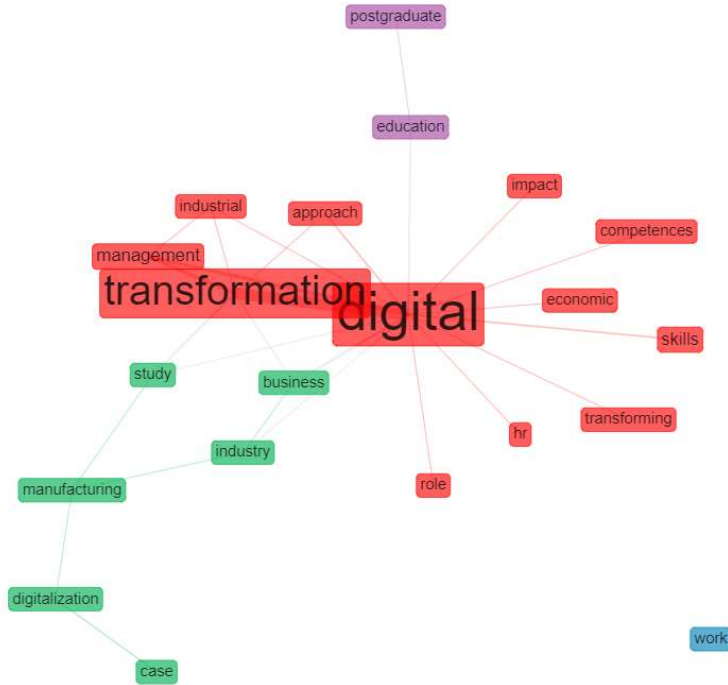 postgraduate
education
impact
industrial
approach
competences
management
transformation
digital
economic
skills
study
business
transforming
hr
industry
role
manufacturing
digitalization
work
case